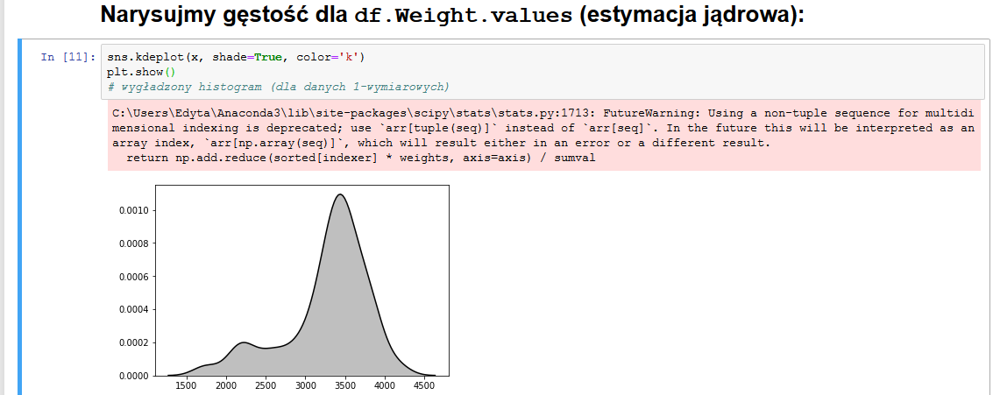 Narysujmy gęstość dla df.Weight.values (estymacja jądrowa):
In [11]: sns.kdeplot(x, shade=True, color='k')
plt.show()
# wygładzony histogram (dla danych 1-wymiarowych)
C:\Users\Edyta\Anaconda3\lib\site-packages\scipy\stats\stats.py:1713: FutureWarning: Using a non-tuple sequence for multidi
mensional indexing is deprecated; use `arr[tuple(seq)]` instead of `arr[seq]`. In the future this will be interpreted as an
array index, `arr[np.array(seq)]`, which will result either in an error or a different result.
return np.add.reduce(sorted[indexer] * weights, axis=axis) / sumval
0.0010
0.0008
0.0006
0.0004
0.0002
0.0000
1500 2000 2500 3000 3500 4000 4500